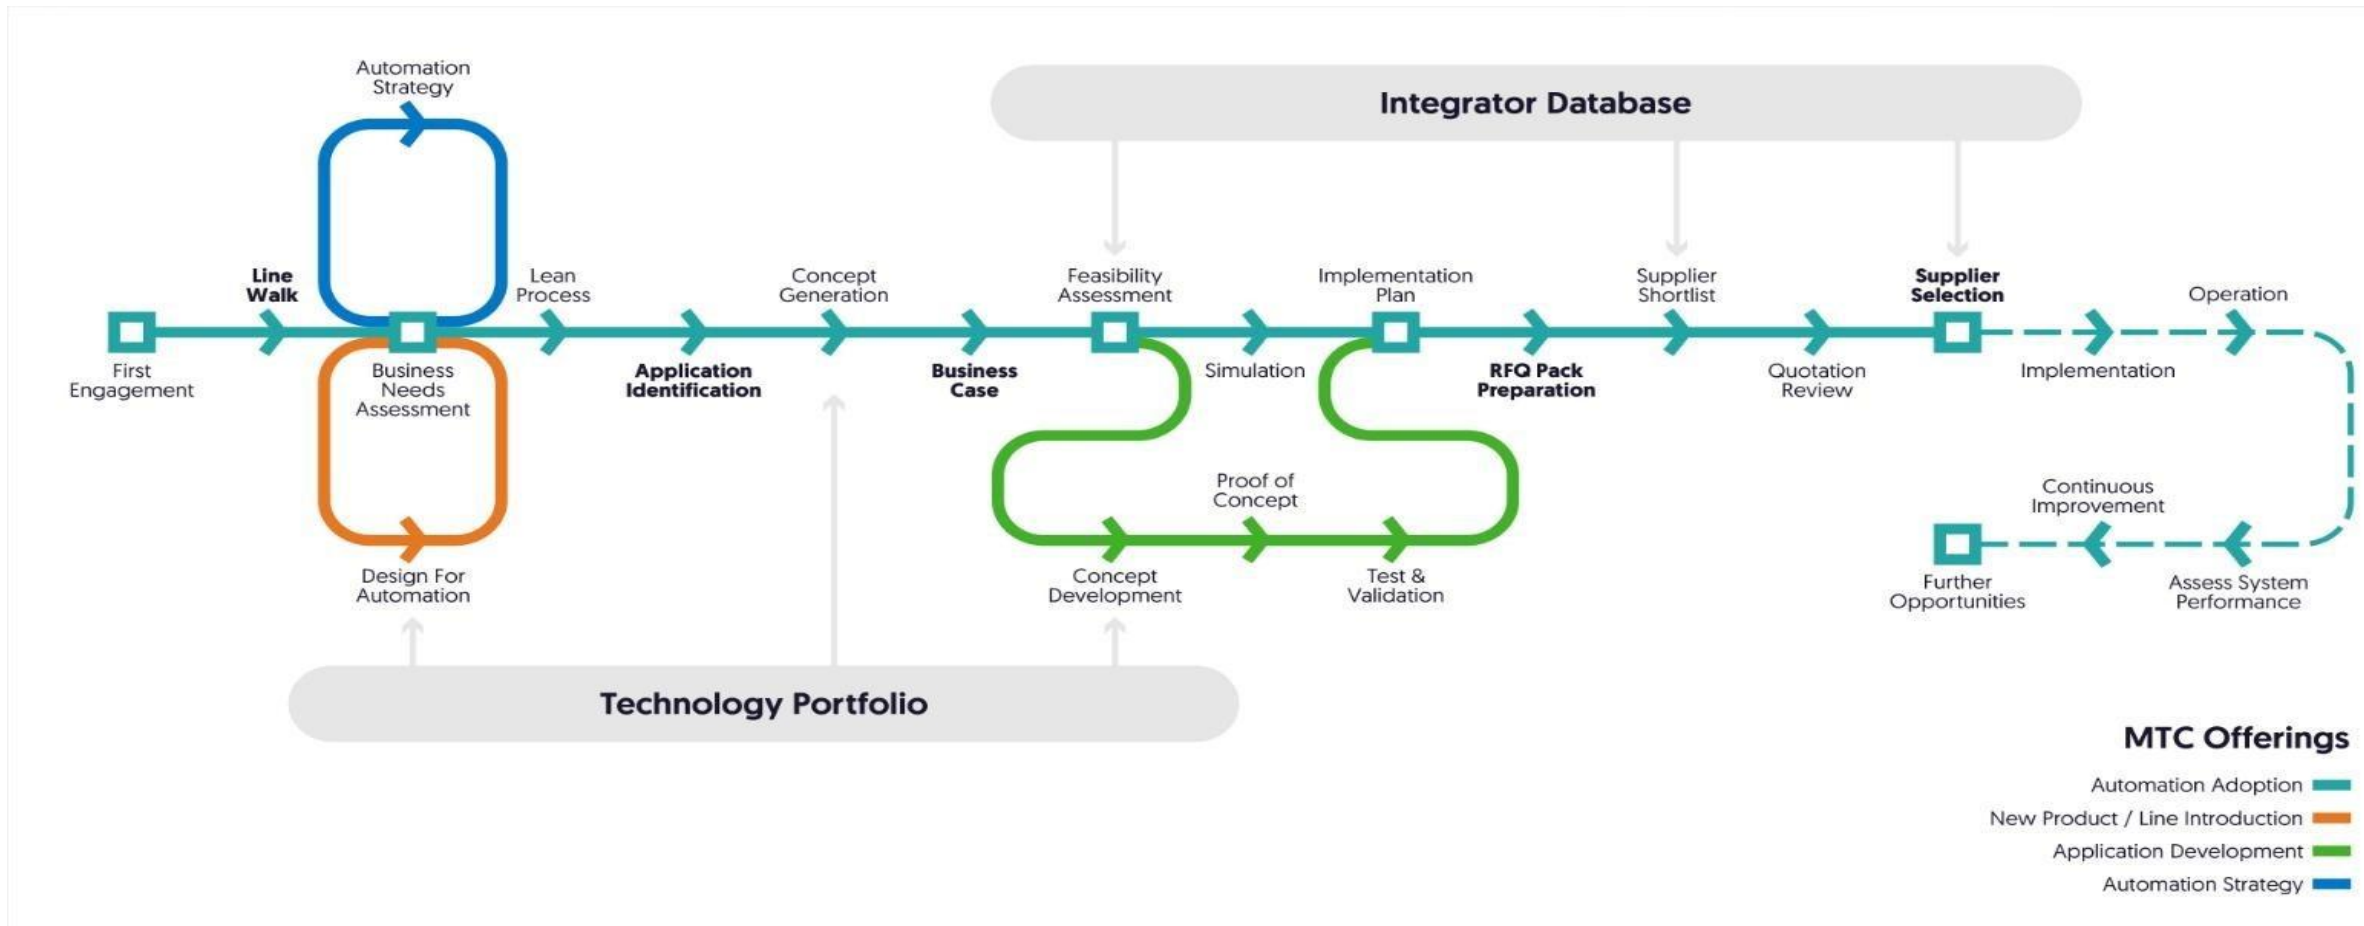 Automation
Strategy
Integrator Database
Line
Walk
Lean
Process
Concept
Generation
Feasibility
Assessment
Implementation
Plan
Supplier
Shortlist
Supplier
Selection
Operation
First
Engagement
Business
Needs
Assessment
Application
Identification
Business
Case
Simulation
RFQ Pack
Preparation
Quotation
Review
Implementation
Proof of
Concept
Continuous
Improvement
Design For
Automation
Concept
Development
Test &
Validation
Further
Opportunities
Assess System
Performance
Technology Portfolio
MTC Offerings
Automation Adoption
New Product / Line Introduction
Application Development
Automation Strategy